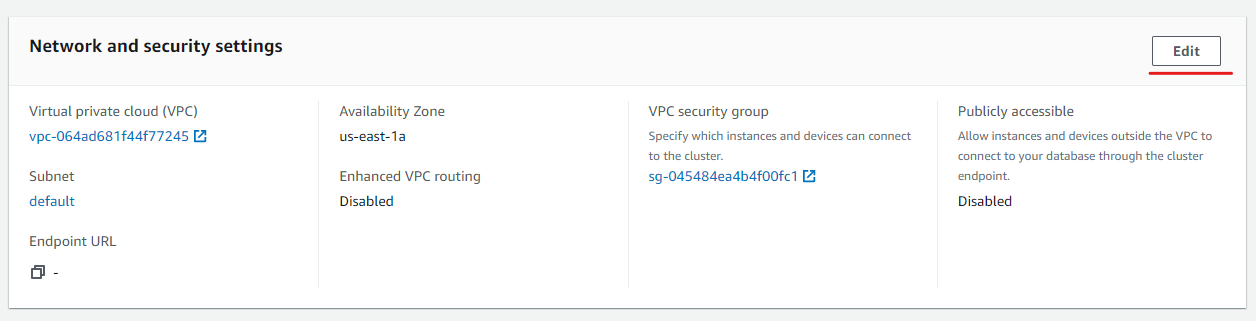 Network and security settings
Edit
Virtual private cloud (VPC)
vpc-064ad681f44f77245
Subnet
default
Endpoint URL
-
Availability Zone
us-east-1a
Enhanced VPC routing
Disabled
VPC security group
Specify which instances and devices can connect
to the cluster.
sg-045484ea4b4f00fc1
Publicly accessible
Allow instances and devices outside the VPC to
connect to your database through the cluster
endpoint.
Disabled